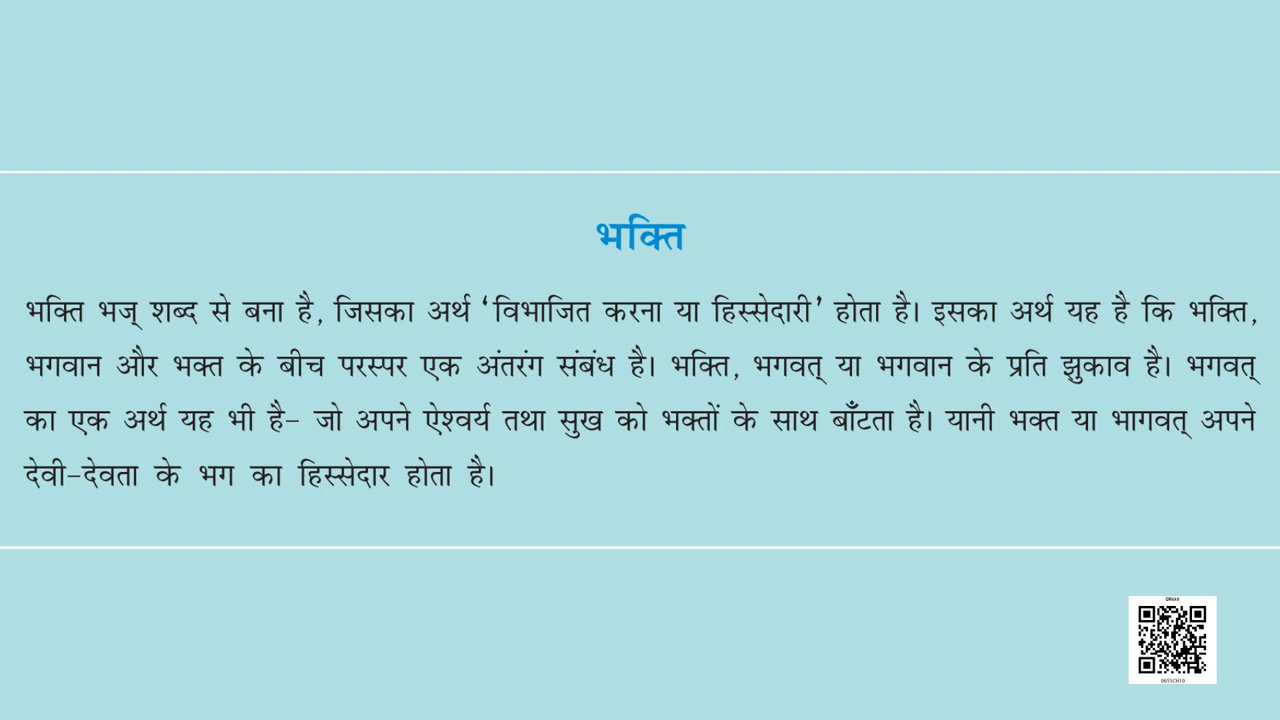 भक्ति
भक्ति भज् शब्द से बना है, जिसका अर्थ ‘विभाजित करना या हिस्सेदारी’ होता है। इसका अर्थ यह है कि भक्ति,
भगवान और भक्त के बीच परस्पर एक अंतरंग संबंध है। भक्ति, भगवत् या भगवान के प्रति झुकाव है। भगवत्
का एक अर्थ यह भी है– जो अपने ऐश्वर्य तथा सुख को भक्तों के साथ बाँटता है। यानी भक्त या भागवत् अपने
देवी–देवता के भग का हिस्सेदार होता है।
0655CH10